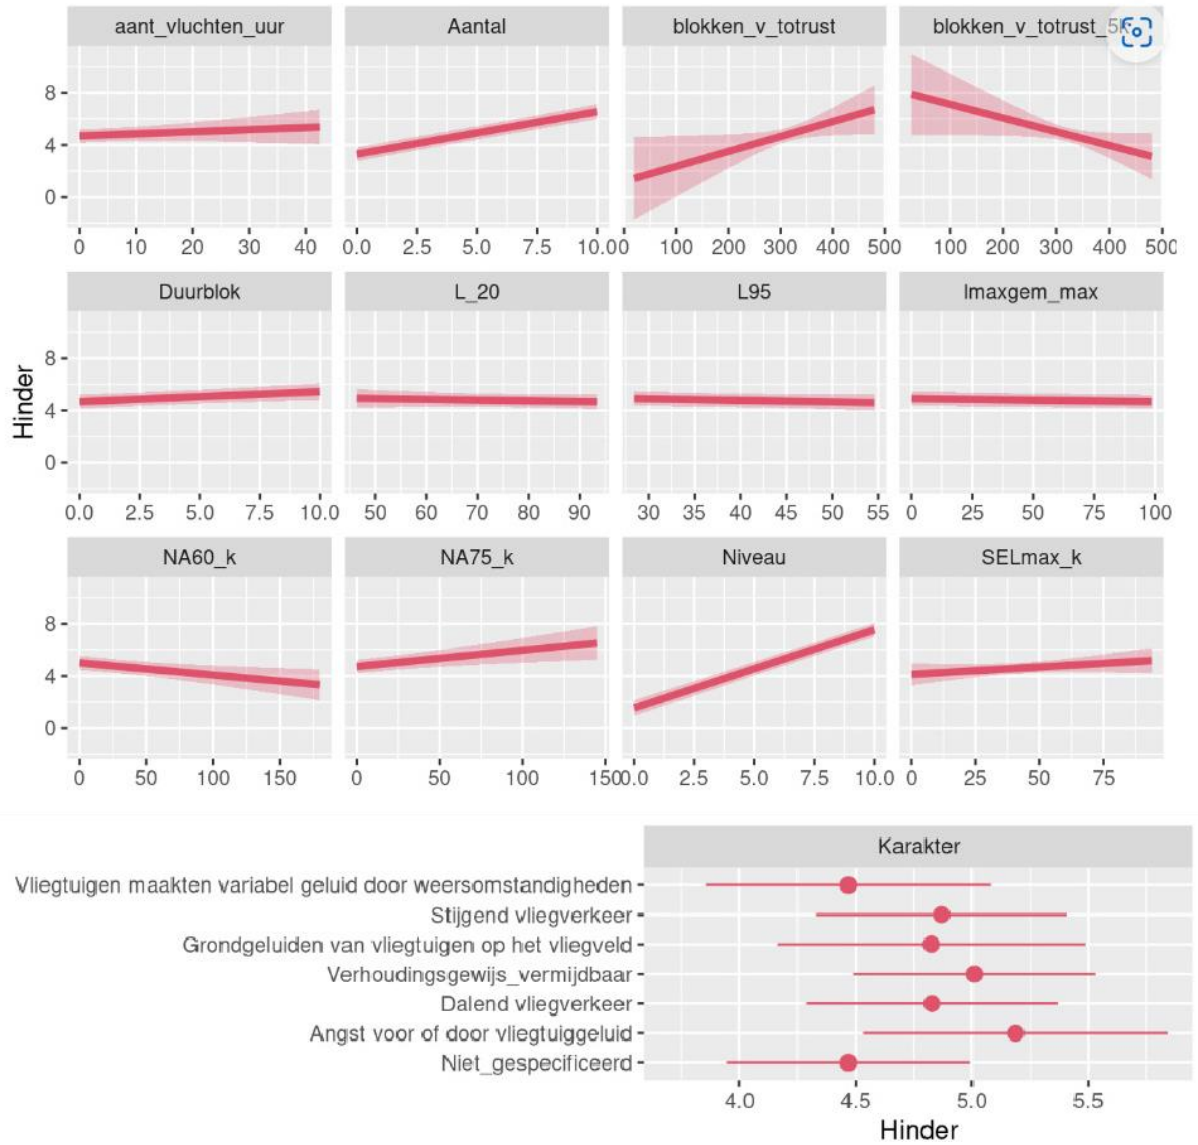 aant_vluchten_uur Aantal blokken_v_totrust blokken_v_totrust_5k
8
4
0
0 10 20 30 40 0.0 2.5 5.0 7.5 10.0 0 100 200 300 400 500 100 200 300 400 500
Duurblok L_20 L95 lmaxgem_max
8
4
0
0.0 2.5 5.0 7.5 10.0 50 60 70 80 90 30 35 40 45 50 55 0 25 50 75 100
Hinder
NA60_k NA75_k Niveau SELmax_k
8
4
0
0 50 100 150 0 50 100 150 0.0 2.5 5.0 7.5 10.0 0 25 50 75
Karakter
Vliegtuigen maakten variabel geluid door weersomstandigheden
Stijgend vliegverkeer
Grondgeluiden van vliegtuigen op het vliegveld
Verhoudingsgewijs_vermijdbaar
Dalend vliegverkeer
Angst voor of door vliegtuiggeluid
Niet_gespecificeerd
4.0 4.5 5.0 5.5
Hinder